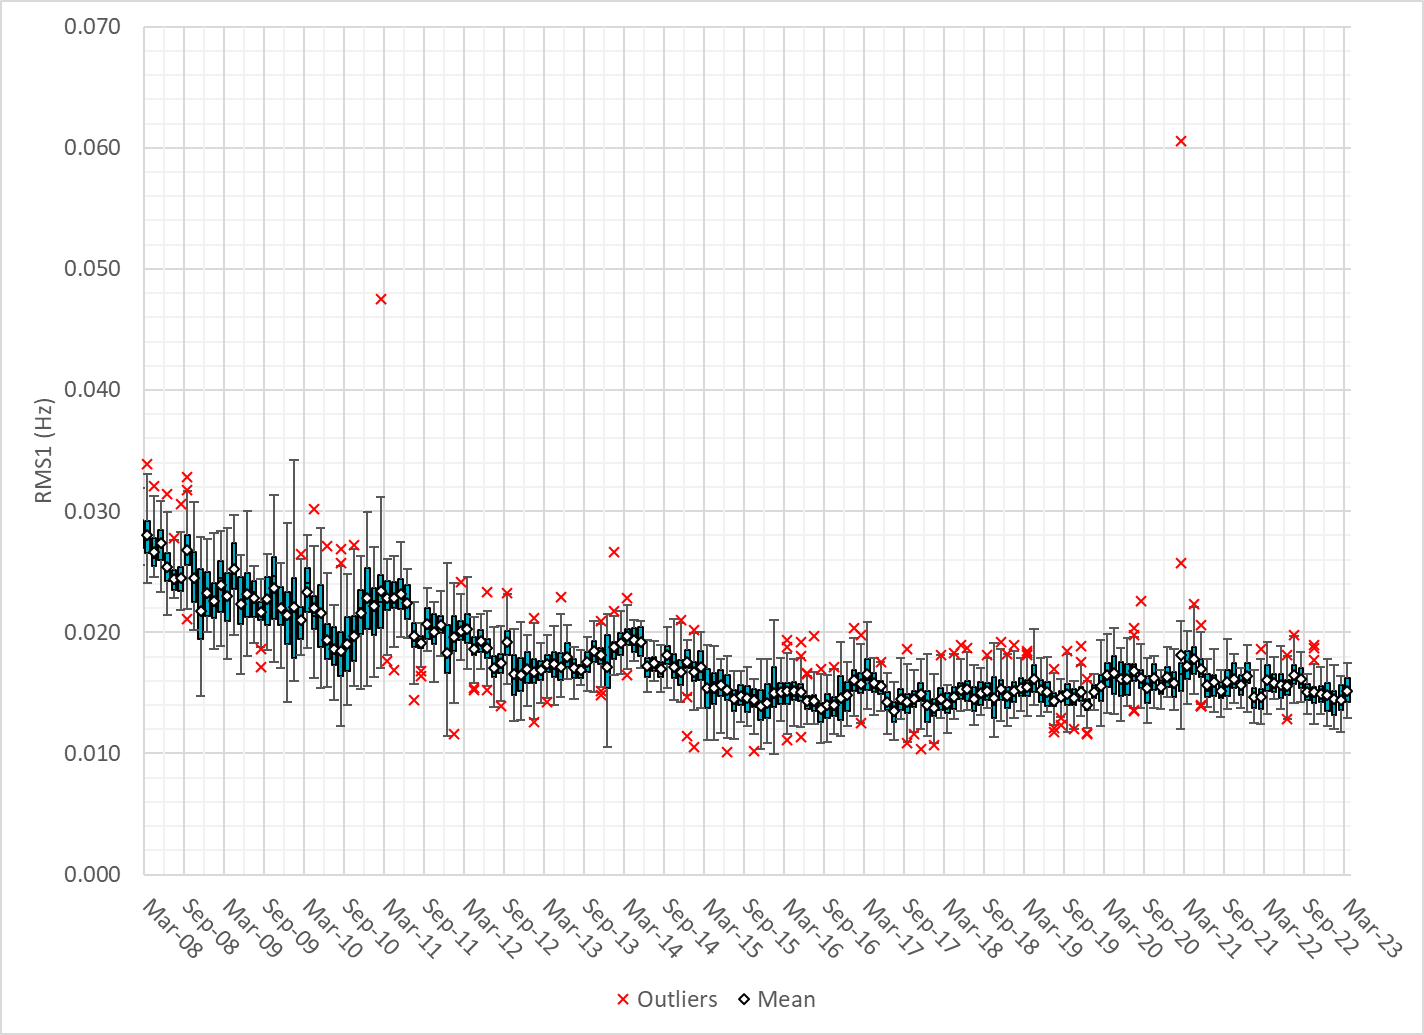 0.070
0.060
0.050
0.040
0.030
0.020
0.010
0.000
RMS1 (Hz)
Mar-08
Sep-08
Mar-09
Sep-09
Mar-10
Sep-10
Mar-11
Sep-11
Mar-12
Sep-12
Mar-13
Sep-13
Mar-14
Sep-14
Mar-15
Sep-15
Mar-16
Sep-16
Mar-17
Sep-17
Mar-18
Sep-18
Mar-19
Sep-19
Mar-20
Sep-20
Mar-21
Sep-21
Mar-22
Sep-22
Mar-23
Outliers Mean